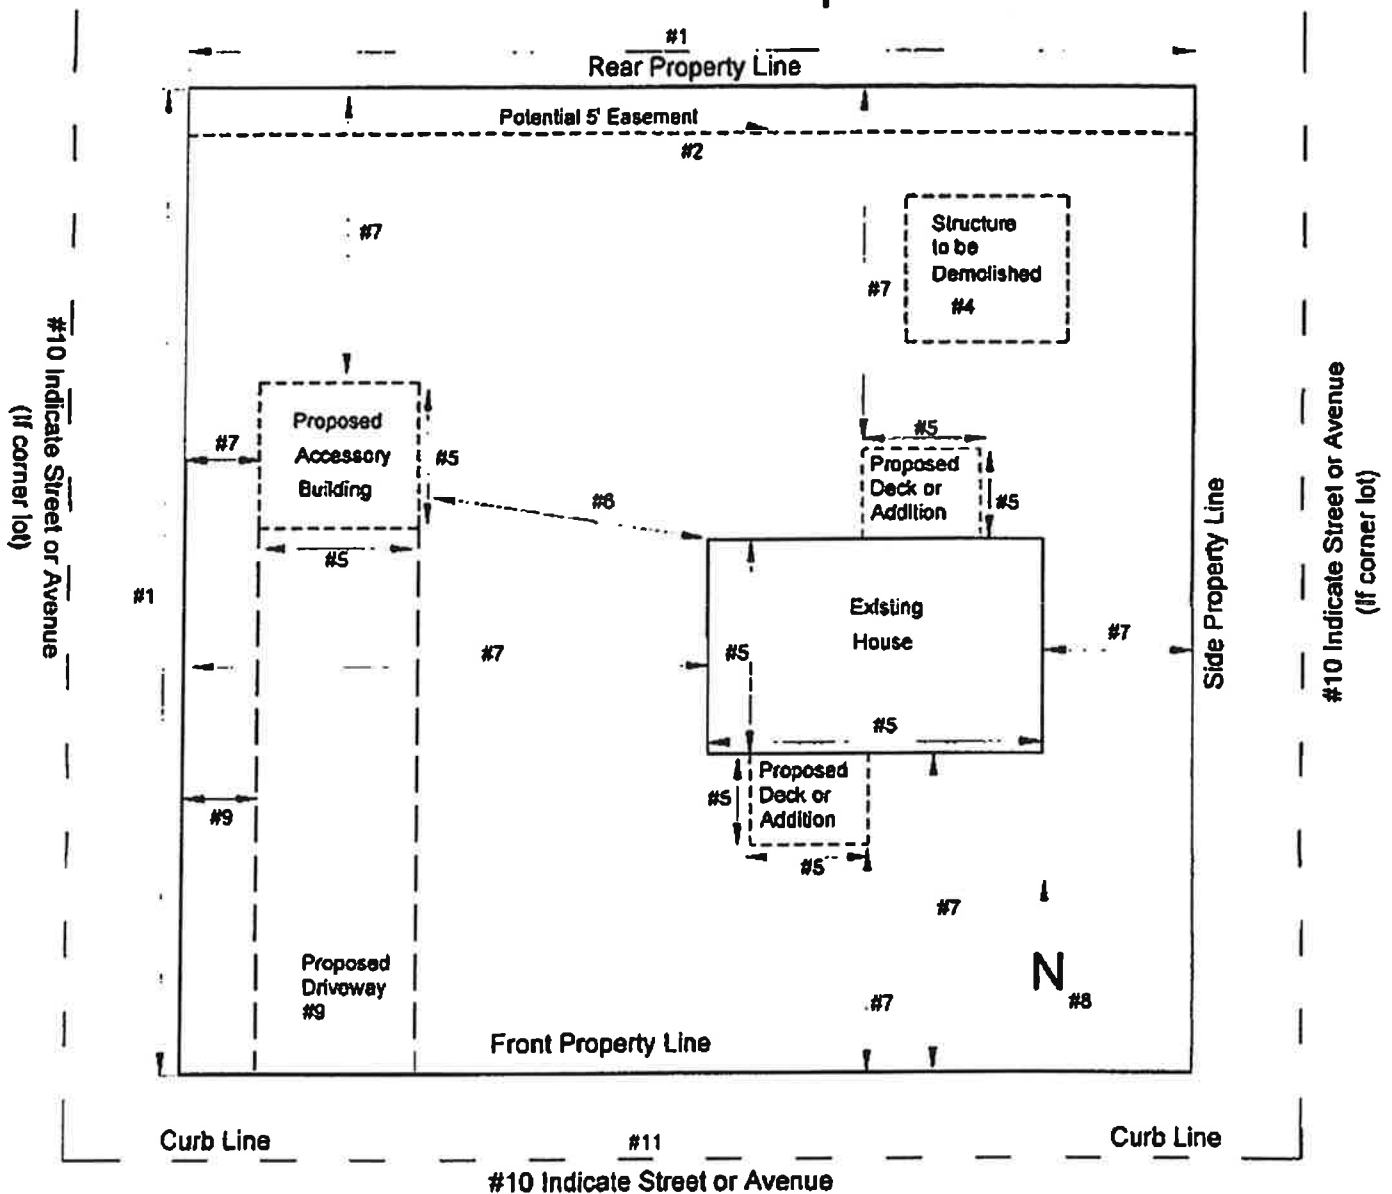 #1
Rear Property Line
Potential 5' Easement
#2
#7
Structure
to be
Demolished
#4
#7
#10 Indicate Street or Avenue
(If corner lot)
Proposed
Accessory
Building
#7
#5
#5
#6
#5
Proposed
Deck or
Addition
#5
#1
#7
Existing
House
#5
#5
#7
Side Property Line
#10 Indicate Street or Avenue
(If corner lot)
#9
Proposed
Deck or
Addition
#5
#5
#7
N
#8
#7
Proposed
Driveway
#9
Front Property Line
Curb Line
#11
Curb Line
#10 Indicate Street or Avenue